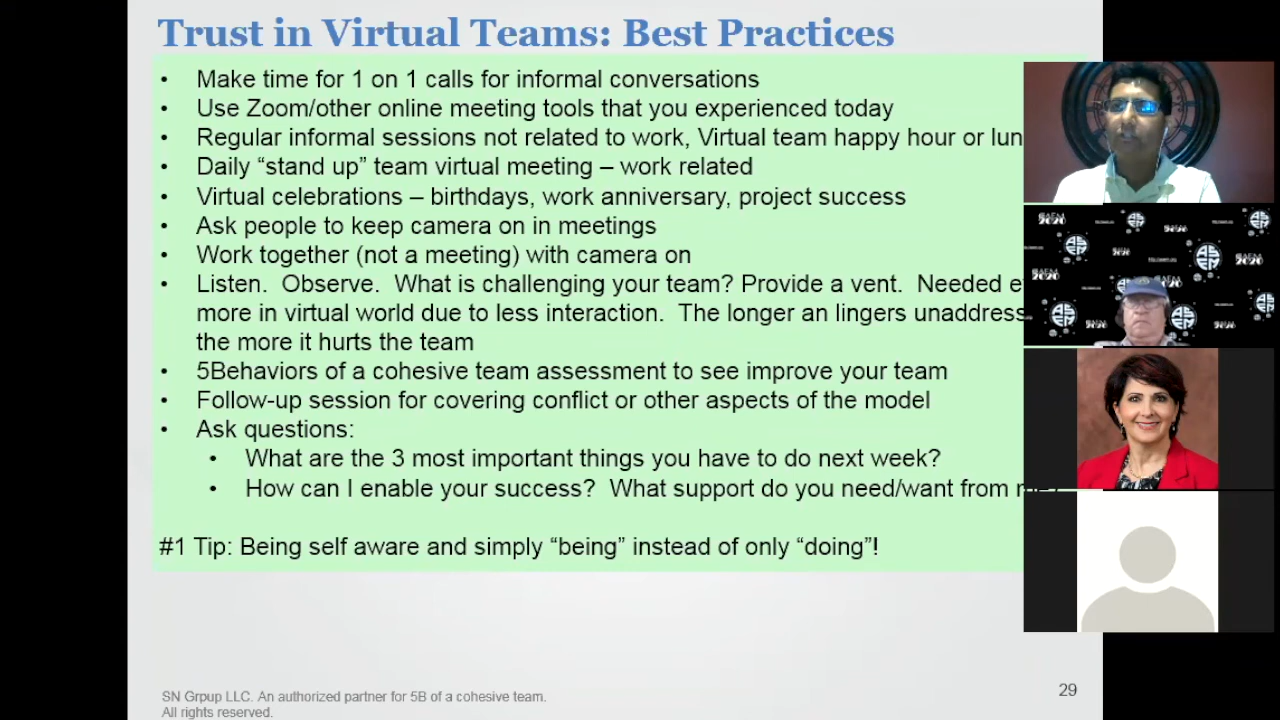 Trust in Virtual Teams: Best Practices
• Make time for 1 on 1 calls for informal conversations
• Use Zoom/other online meeting tools that you experienced today
• Regular informal sessions not related to work, Virtual team happy hour or lun
• Daily “stand up” team virtual meeting – work related
• Virtual celebrations – birthdays, work anniversary, project success
• Ask people to keep camera on in meetings
• Work together (not a meeting) with camera on
• Listen. Observe. What is challenging your team? Provide a vent. Needed e
more in virtual world due to less interaction. The longer an lingers unaddress
the more it hurts the team
• 5Behaviors of a cohesive team assessment to see improve your team
• Follow-up session for covering conflict or other aspects of the model
• Ask questions:
• What are the 3 most important things you have to do next week?
• How can I enable your success? What support do you need/want from me?
#1 Tip: Being self aware and simply “being” instead of only “doing”!
SN Grpup LLC. An authorized partner for 5B of a cohesive team.
All rights reserved.
29
2020
2020
2020